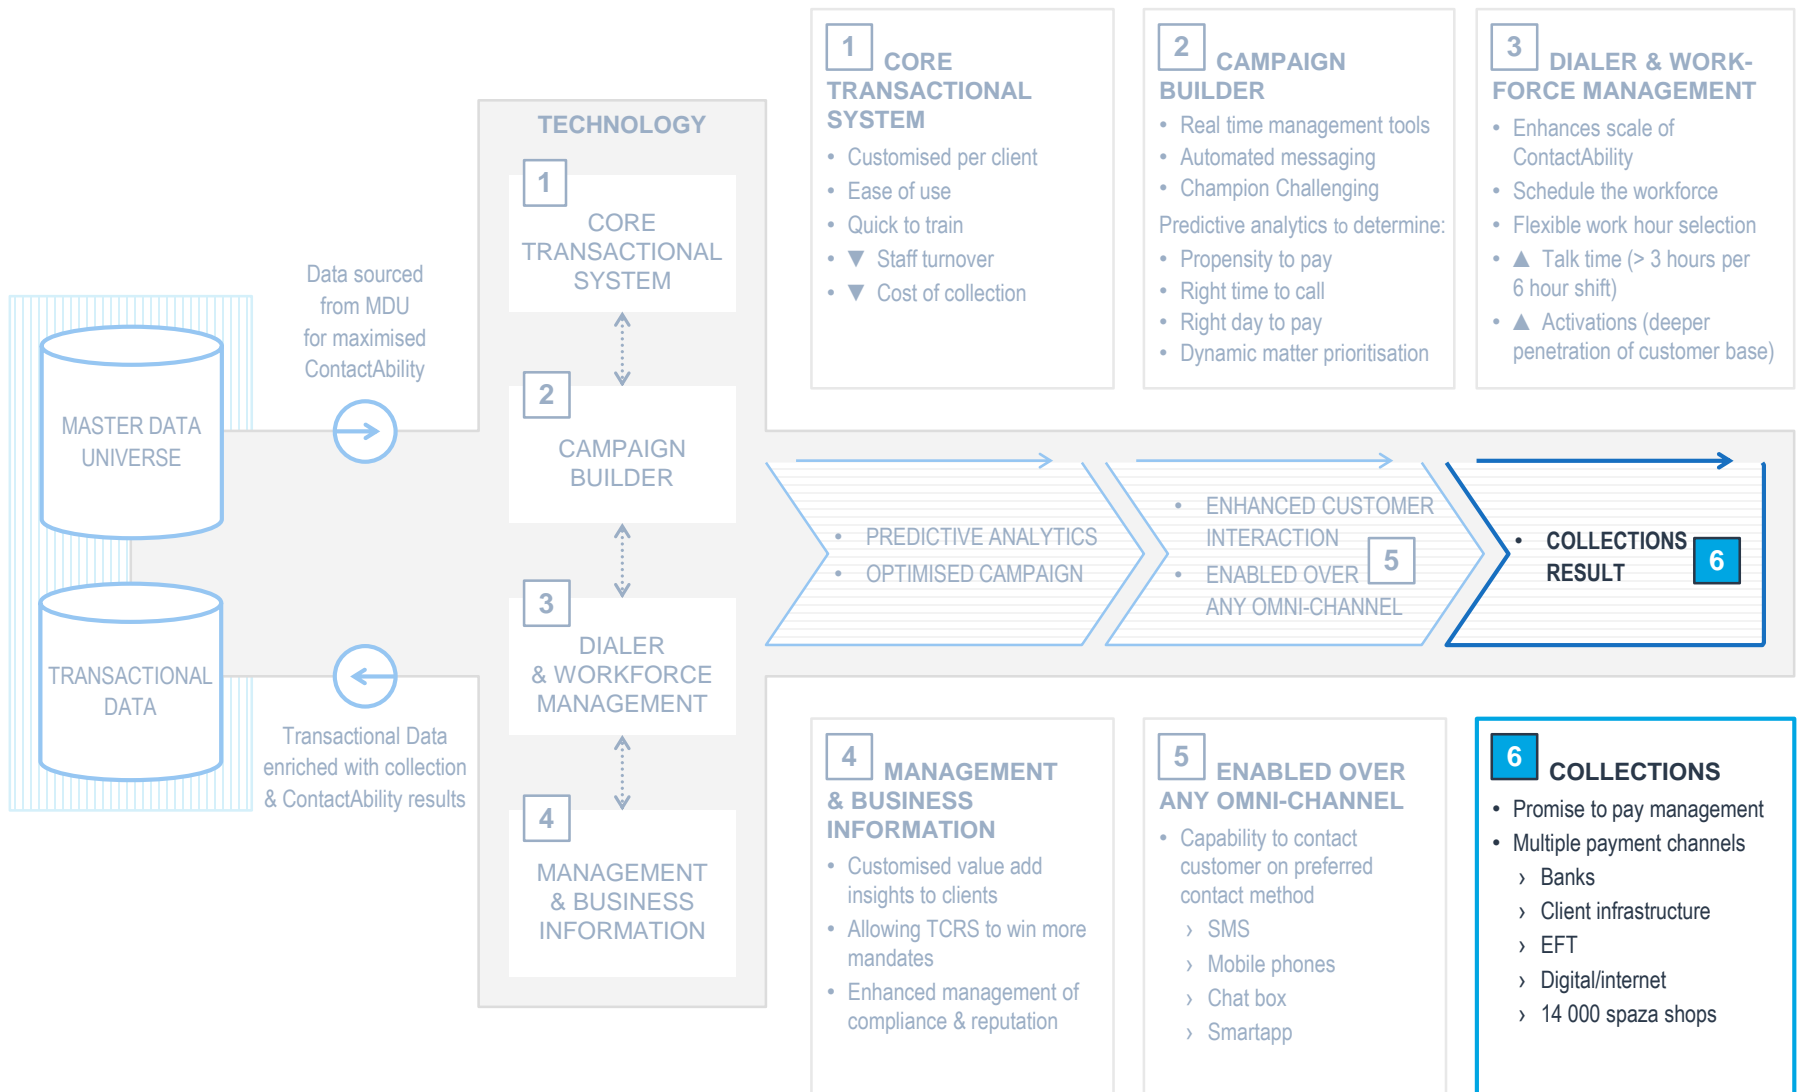 MASTER DATA
UNIVERSE
TRANSACTIONAL
DATA
Data sourced
from MDU
for maximised
ContactAbility
Transactional Data
enriched with collection
& ContactAbility results
TECHNOLOGY
1
CORE
TRANSACTIONAL
SYSTEM
2
CAMPAIGN
BUILDER
3
DIALER
& WORKFORCE
MANAGEMENT
4
MANAGEMENT
& BUSINESS
INFORMATION
1 CORE
TRANSACTIONAL
SYSTEM
• Customised per client
• Ease of use
• Quick to train
• ▼ Staff turnover
• ▼ Cost of collection
2 CAMPAIGN
BUILDER
• Real time management tools
• Automated messaging
• Champion Challenging
Predictive analytics to determine:
• Propensity to pay
• Right time to call
• Right day to pay
• Dynamic matter prioritisation
3 DIALER & WORK-
FORCE MANAGEMENT
• Enhances scale of
ContactAbility
• Schedule the workforce
• Flexible work hour selection
• ▲ Talk time (> 3 hours per
6 hour shift)
• ▲ Activations (deeper
penetration of customer base)
• PREDICTIVE ANALYTICS
• OPTIMISED CAMPAIGN
• ENHANCED CUSTOMER
INTERACTION
• ENABLED OVER
ANY OMNI-CHANNEL
5
• COLLECTIONS
RESULT
6
4 MANAGEMENT
& BUSINESS
INFORMATION
• Customised value add
insights to clients
• Allowing TCRS to win more
mandates
• Enhanced management of
compliance & reputation
5 ENABLED OVER
ANY OMNI-CHANNEL
• Capability to contact
customer on preferred
contact method
› SMS
› Mobile phones
› Chat box
› Smartapp
6 COLLECTIONS
• Promise to pay management
• Multiple payment channels
› Banks
› Client infrastructure
› EFT
› Digital/internet
› 14 000 spaza shops